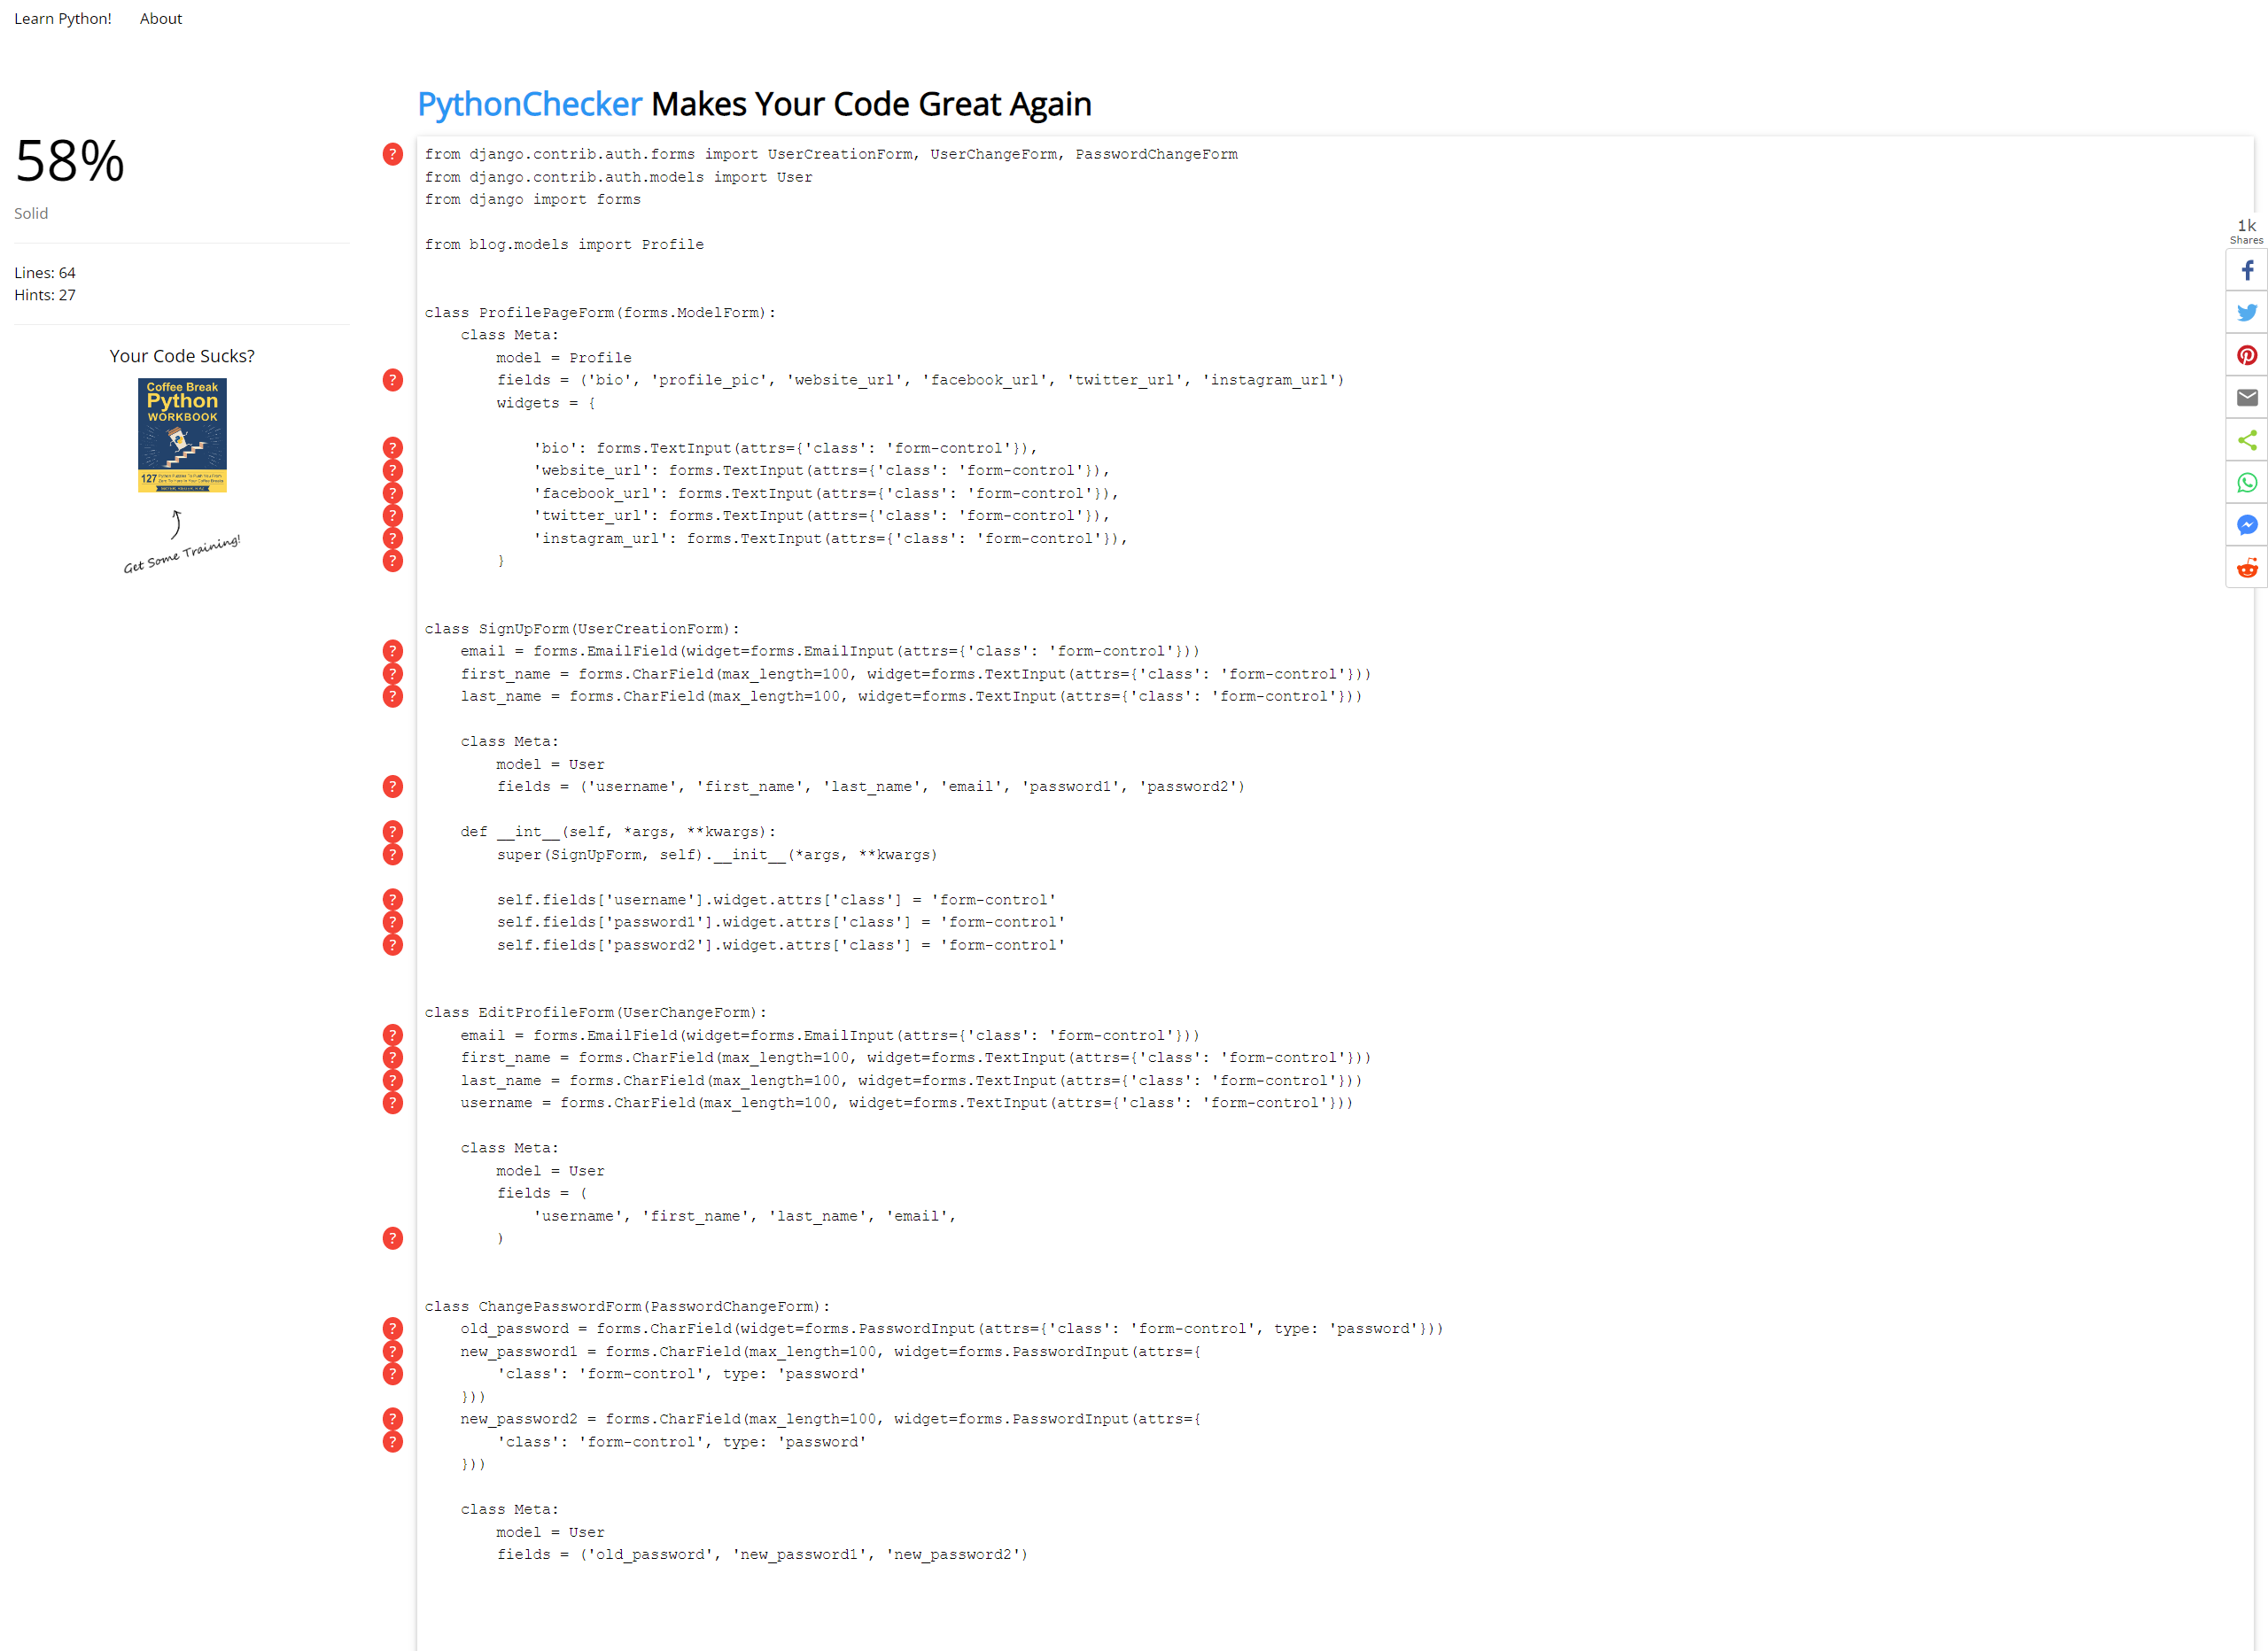 Learn Python! About
PythonChecker Makes Your Code Great Again
58%
Solid
Lines: 64
Hints: 27
Your Code Sucks?
Coffee Break
Python
WORKBOOK
127
Get Some Training!
? from django.contrib.auth.forms import UserCreationForm, UserChangeForm, PasswordChangeForm
from django.contrib.auth.models import User
from django import forms
from blog.models import Profile
class ProfilePageForm(forms.ModelForm):
    class Meta:
        model = Profile
?         fields = ('bio', 'profile_pic', 'website_url', 'facebook_url', 'twitter_url', 'instagram_url')
        widgets = {
?             'bio': forms.TextInput(attrs={'class': 'form-control'}),
?             'website_url': forms.TextInput(attrs={'class': 'form-control'}),
?             'facebook_url': forms.TextInput(attrs={'class': 'form-control'}),
?             'twitter_url': forms.TextInput(attrs={'class': 'form-control'}),
?             'instagram_url': forms.TextInput(attrs={'class': 'form-control'}),
?         }
class SignUpForm(UserCreationForm):
?     email = forms.EmailField(widget=forms.EmailInput(attrs={'class': 'form-control'}))
?     first_name = forms.CharField(max_length=100, widget=forms.TextInput(attrs={'class': 'form-control'}))
?     last_name = forms.CharField(max_length=100, widget=forms.TextInput(attrs={'class': 'form-control'}))
    class Meta:
        model = User
?         fields = ('username', 'first_name', 'last_name', 'email', 'password1', 'password2')
?     def __int__(self, *args, **kwargs):
?         super(SignUpForm, self).__init__(*args, **kwargs)
?         self.fields['username'].widget.attrs['class'] = 'form-control'
?         self.fields['password1'].widget.attrs['class'] = 'form-control'
?         self.fields['password2'].widget.attrs['class'] = 'form-control'
class EditProfileForm(UserChangeForm):
?     email = forms.EmailField(widget=forms.EmailInput(attrs={'class': 'form-control'}))
?     first_name = forms.CharField(max_length=100, widget=forms.TextInput(attrs={'class': 'form-control'}))
?     last_name = forms.CharField(max_length=100, widget=forms.TextInput(attrs={'class': 'form-control'}))
?     username = forms.CharField(max_length=100, widget=forms.TextInput(attrs={'class': 'form-control'}))
    class Meta:
        model = User
        fields = (
            'username', 'first_name', 'last_name', 'email',
?         )
class ChangePasswordForm(PasswordChangeForm):
?     old_password = forms.CharField(widget=forms.PasswordInput(attrs={'class': 'form-control', type: 'password'}))
?     new_password1 = forms.CharField(max_length=100, widget=forms.PasswordInput(attrs={
?         'class': 'form-control', type: 'password'
    }))
?     new_password2 = forms.CharField(max_length=100, widget=forms.PasswordInput(attrs={
?         'class': 'form-control', type: 'password'
    }))
    class Meta:
        model = User
        fields = ('old_password', 'new_password1', 'new_password2')
1k
Shares